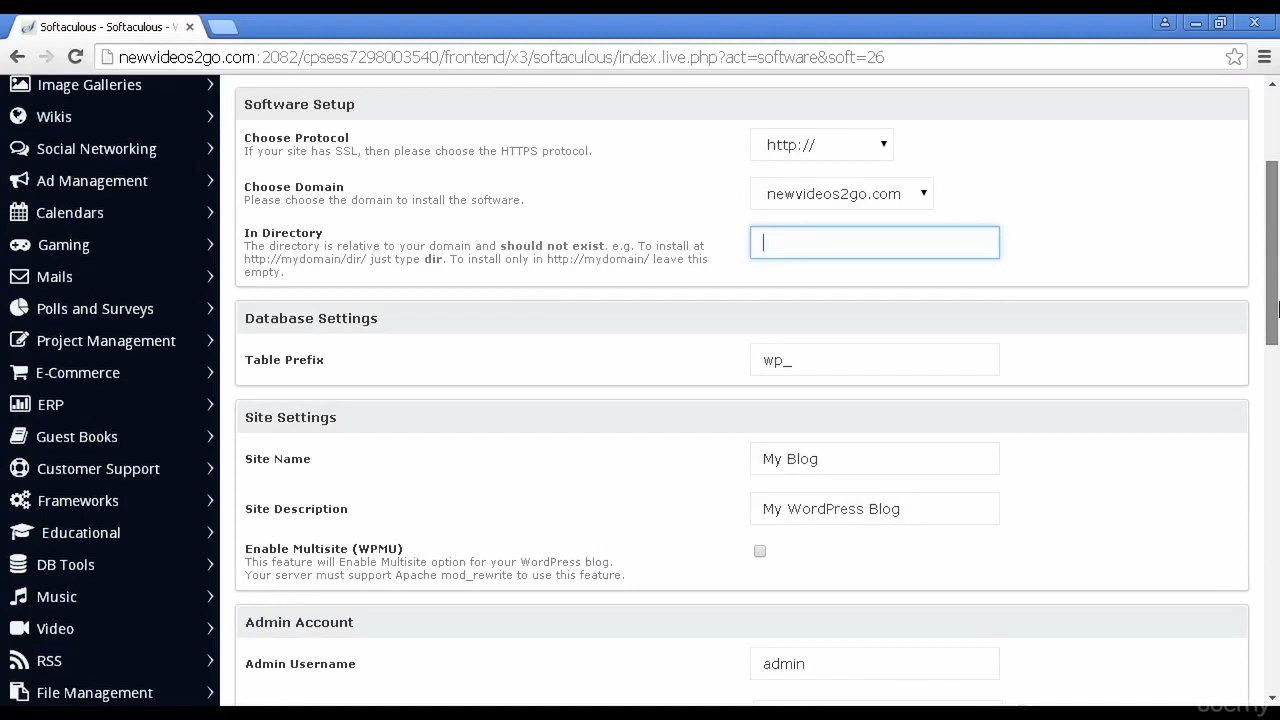 Softaculous - Softaculous - V
newvideos2go.com:2082/cpsess7298003540/frontend/x3/softaculous/index.live.php?act=software&soft=26
Image Galleries
Wikis
Social Networking
Ad Management
Calendars
Gaming
Mails
Polls and Surveys
Project Management
E-Commerce
ERP
Guest Books
Customer Support
Frameworks
Educational
DB Tools
Music
Video
RSS
File Management
Software Setup
Choose Protocol
If your site has SSL, then please choose the HTTPS protocol.
http://
Choose Domain
Please choose the domain to install the software.
newvideos2go.com
In Directory
The directory is relative to your domain and should not exist. e.g. To install at
http://mydomain/dir/ just type dir. To install only in http://mydomain/ leave this
empty.
Database Settings
Table Prefix
wp_
Site Settings
Site Name
My Blog
Site Description
My WordPress Blog
Enable Multisite (WPMU)
This feature will Enable Multisite option for your WordPress blog.
Your server must support Apache mod_rewrite to use this feature.
Admin Account
Admin Username
admin